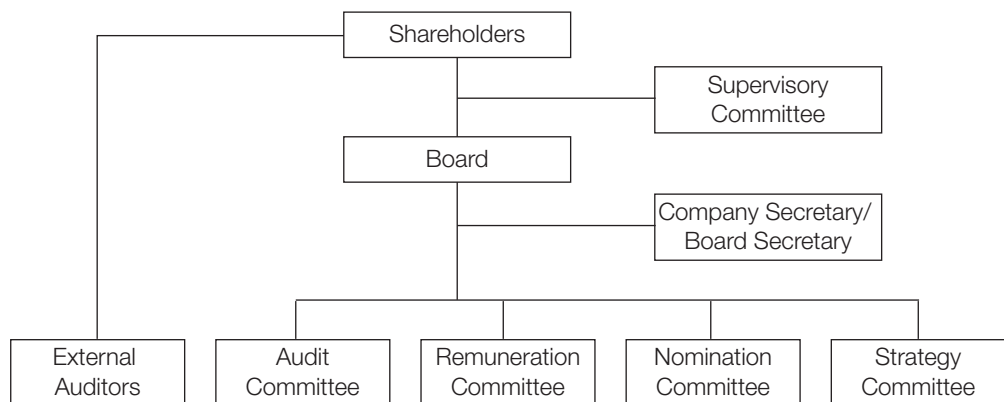 Shareholders
Supervisory
Committee
Board
Company Secretary/
Board Secretary
External
Auditors
Audit
Committee
Remuneration
Committee
Nomination
Committee
Strategy
Committee